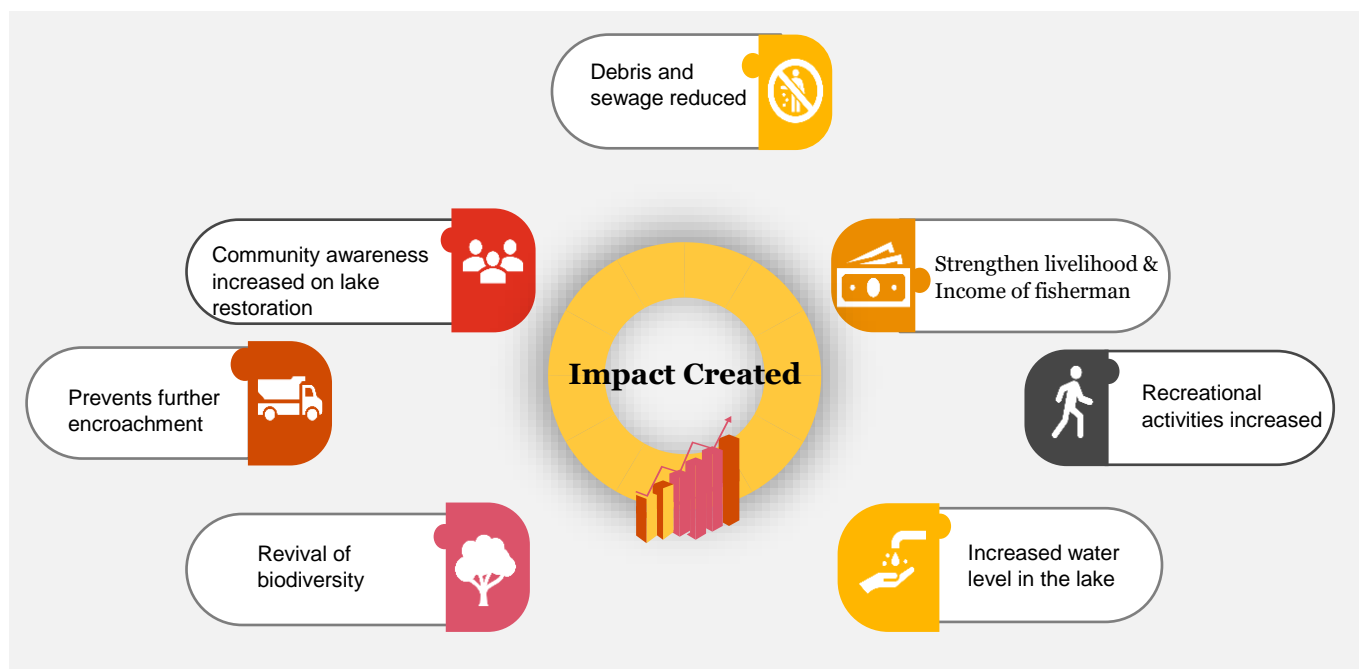 Debris and
sewage reduced
Community awareness
increased on lake
restoration
Strengthen livelihood &
Income of fisherman
Impact Created
Prevents further
encroachment
Recreational
activities increased
Revival of
biodiversity
Increased water
level in the lake